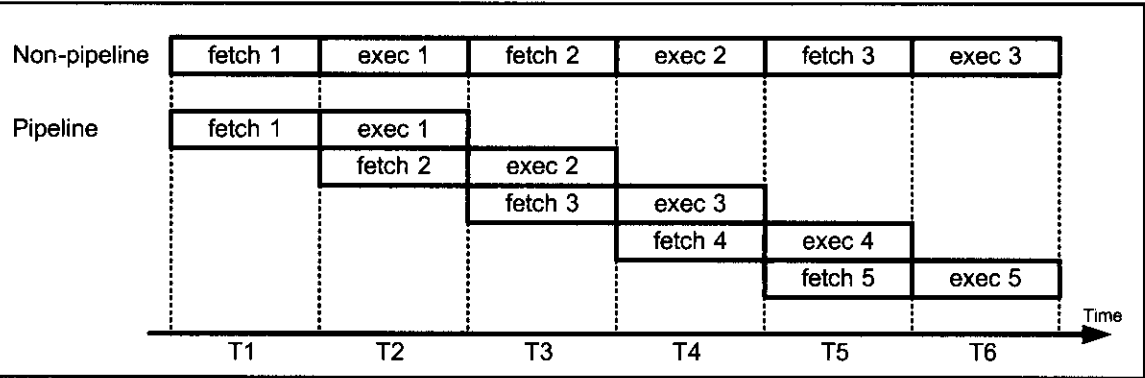 Non-pipeline fetch 1 exec 1 fetch 2 exec 2 fetch 3 exec 3
Pipeline fetch 1 exec 1
fetch 2 exec 2
fetch 3 exec 3
fetch 4 exec 4
fetch 5 exec 5
Time
T1 T2 T3 T4 T5 T6